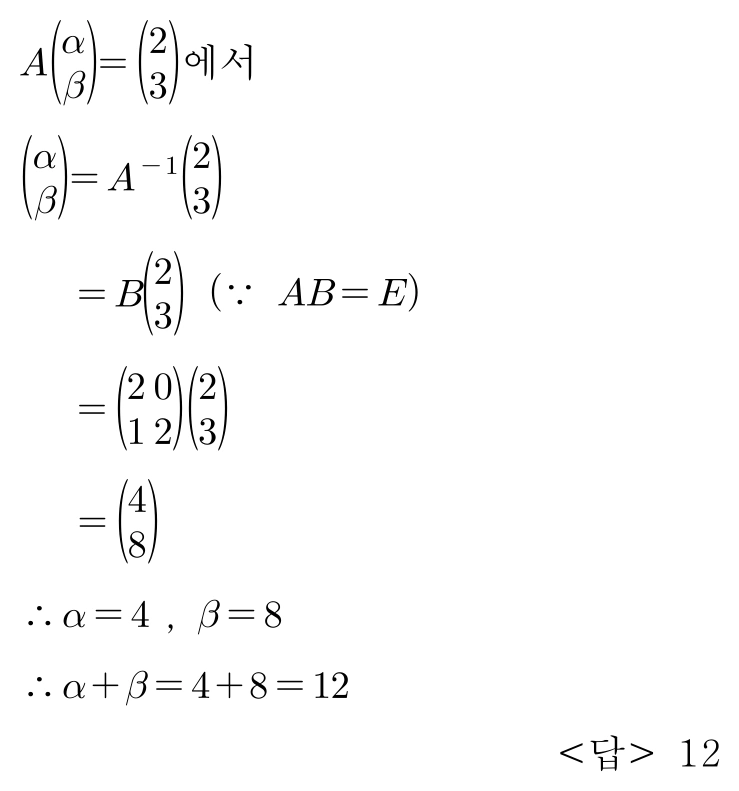 A(α β) = (2 3) 에서
(α β) = A⁻¹(2 3)
= B(2 3) (∵ AB = E)
= (2 0 1 2)(2 3)
= (4 8)
∴ α = 4 , β = 8
∴ α + β = 4 + 8 = 12
<답> 12